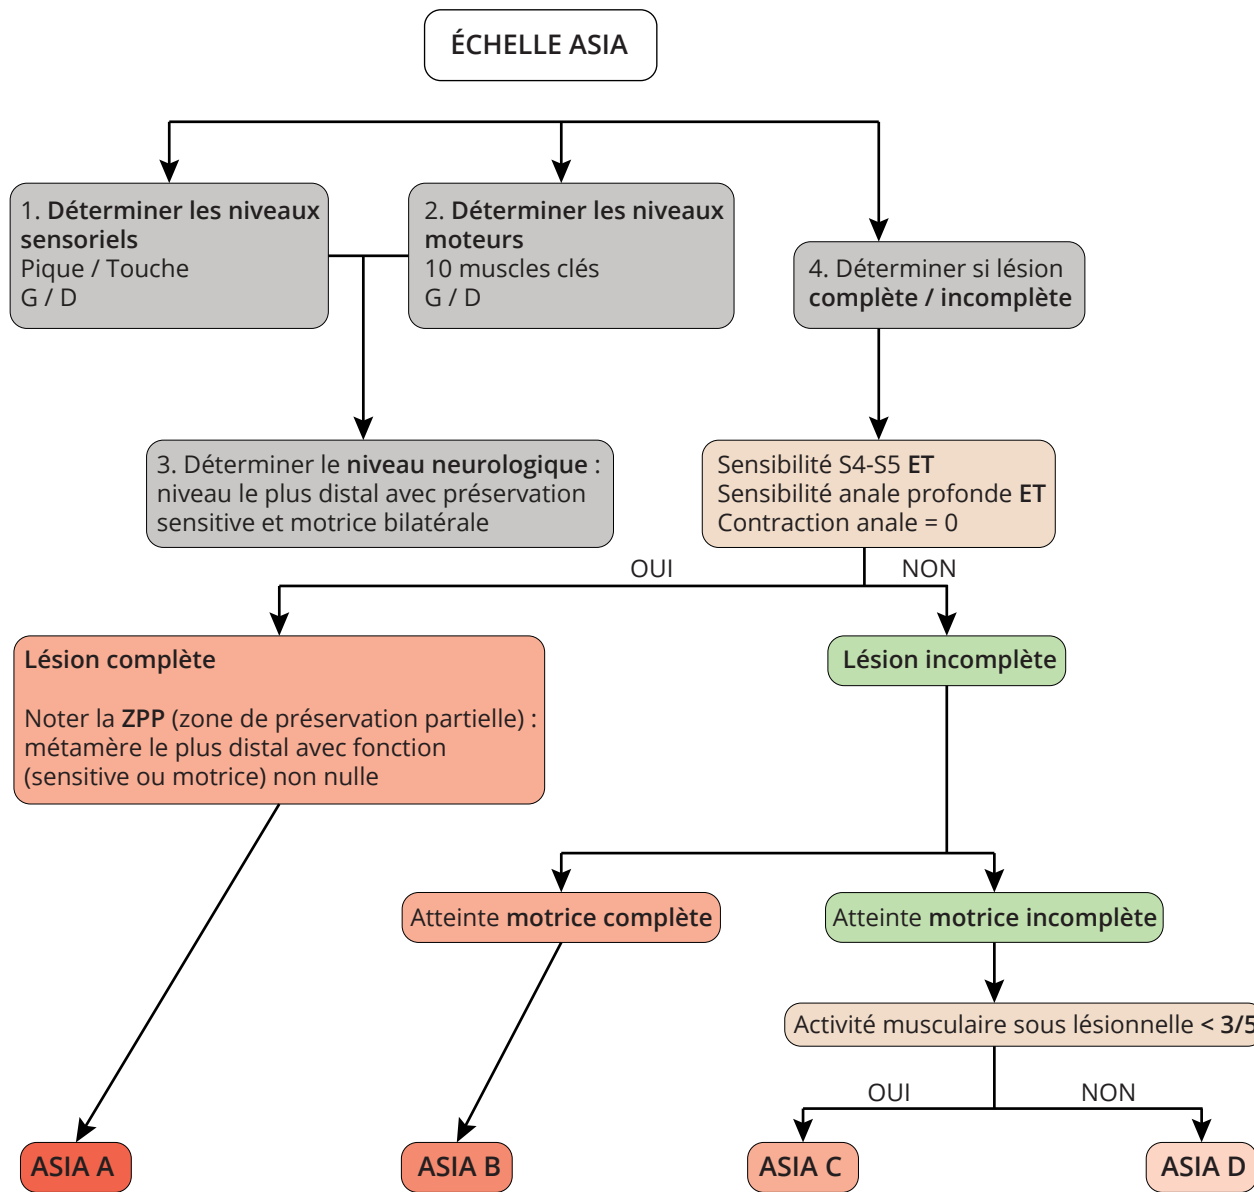 ÉCHELLE ASIA
1. Déterminer les niveaux
sensoriels
Pique / Touche
G / D
2. Déterminer les niveaux
moteurs
10 muscles clés
G / D
4. Déterminer si lésion
complète / incomplète
3. Déterminer le niveau neurologique :
niveau le plus distal avec préservation
sensitive et motrice bilatérale
Sensibilité S4-S5 ET
Sensibilité anale profonde ET
Contraction anale = 0
OUI
NON
Lésion complète
Noter la ZPP (zone de préservation partielle) :
métamère le plus distal avec fonction
(sensitive ou motrice) non nulle
Lésion incomplète
Atteinte motrice complète
Atteinte motrice incomplète
Activité musculaire sous lésionnelle < 3/5
OUI
NON
ASIA A
ASIA B
ASIA C
ASIA D